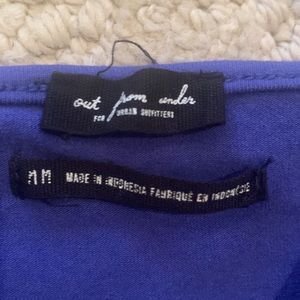 out from under
FOR URBAN OUTFITTERS
M M MADE IN INDONESIA FABRIQUÉ EN INDONÉSIE